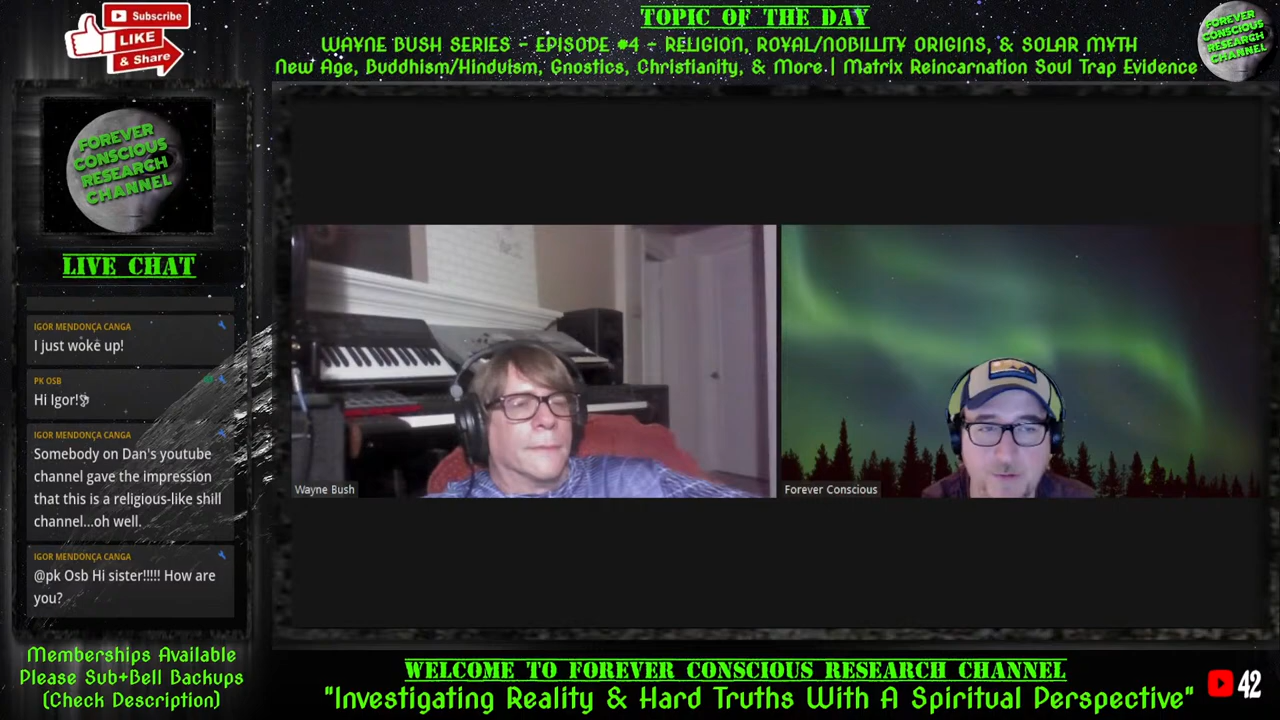 Subscribe
LIKE
& Share
TOPIC OF THE DAY
WAYNE BUSH SERIES - EPISODE #4 - RELIGION, ROYAL/NOBILLITY ORIGINS, & SOLAR MYTH
New Age, Buddhism/Hinduism, Gnostics, Christianity, & More | Matrix Reincarnation Soul Trap Evidence
FOREVER
CONSCIOUS
RESEARCH
CHANNEL
FOREVER
CONSCIOUS
RESEARCH
CHANNEL
LIVE CHAT
IGOR MENDONÇA CANGA
I just woke up!
PK OSB
Hi Igor!
IGOR MENDONÇA CANGA
Somebody on Dan's youtube
channel gave the impression
that this is a religious-like shill
channel...oh well.
IGOR MENDONÇA CANGA
@pk Osb Hi sister!!!!! How are
you?
Wayne Bush
Forever Conscious
Memberships Available
Please Sub+Bell Backups
(Check Description)
WELCOME TO FOREVER CONSCIOUS RESEARCH CHANNEL
"Investigating Reality & Hard Truths With A Spiritual Perspective"
42